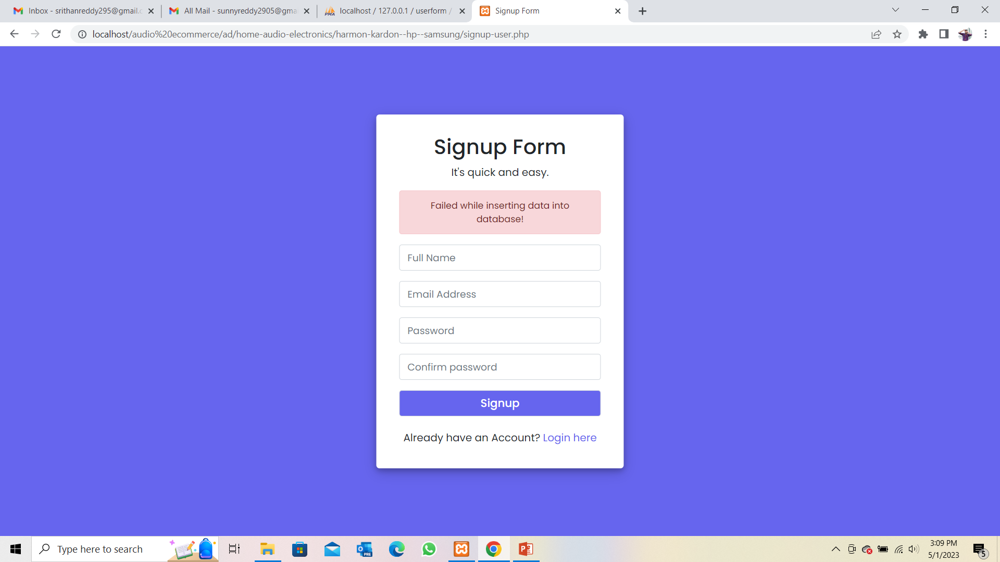 Inbox - srithanreddy295@gmail.c
All Mail - sunnyreddy2905@gma
PMA
localhost / 127.0.0.1 / userform /
Signup Form
localhost/audio%20ecommerce/ad/home-audio-electronics/harmon-kardon--hp--samsung/signup-user.php
Signup Form
It's quick and easy.
Failed while inserting data into
database!
Full Name
Email Address
Password
Confirm password
Signup
Already have an Account? Login here
Type here to search
PRE
3:09 PM
5/1/2023
5